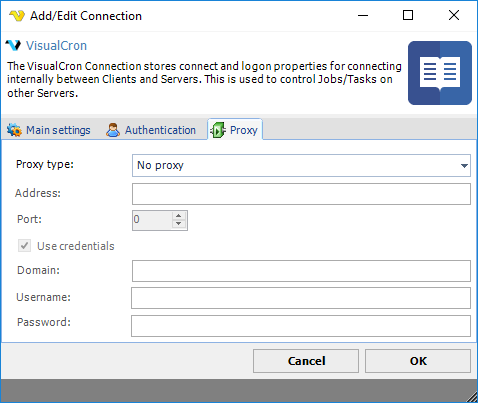 Add/Edit Connection
VisualCron
The VisualCron Connection stores connect and logon properties for connecting
internally between Clients and Servers. This is used to control Jobs/Tasks on
other Servers.
Main settings Authentication Proxy
Proxy type: No proxy
Address:
Port: 0
Use credentials
Domain:
Username:
Password:
Cancel OK